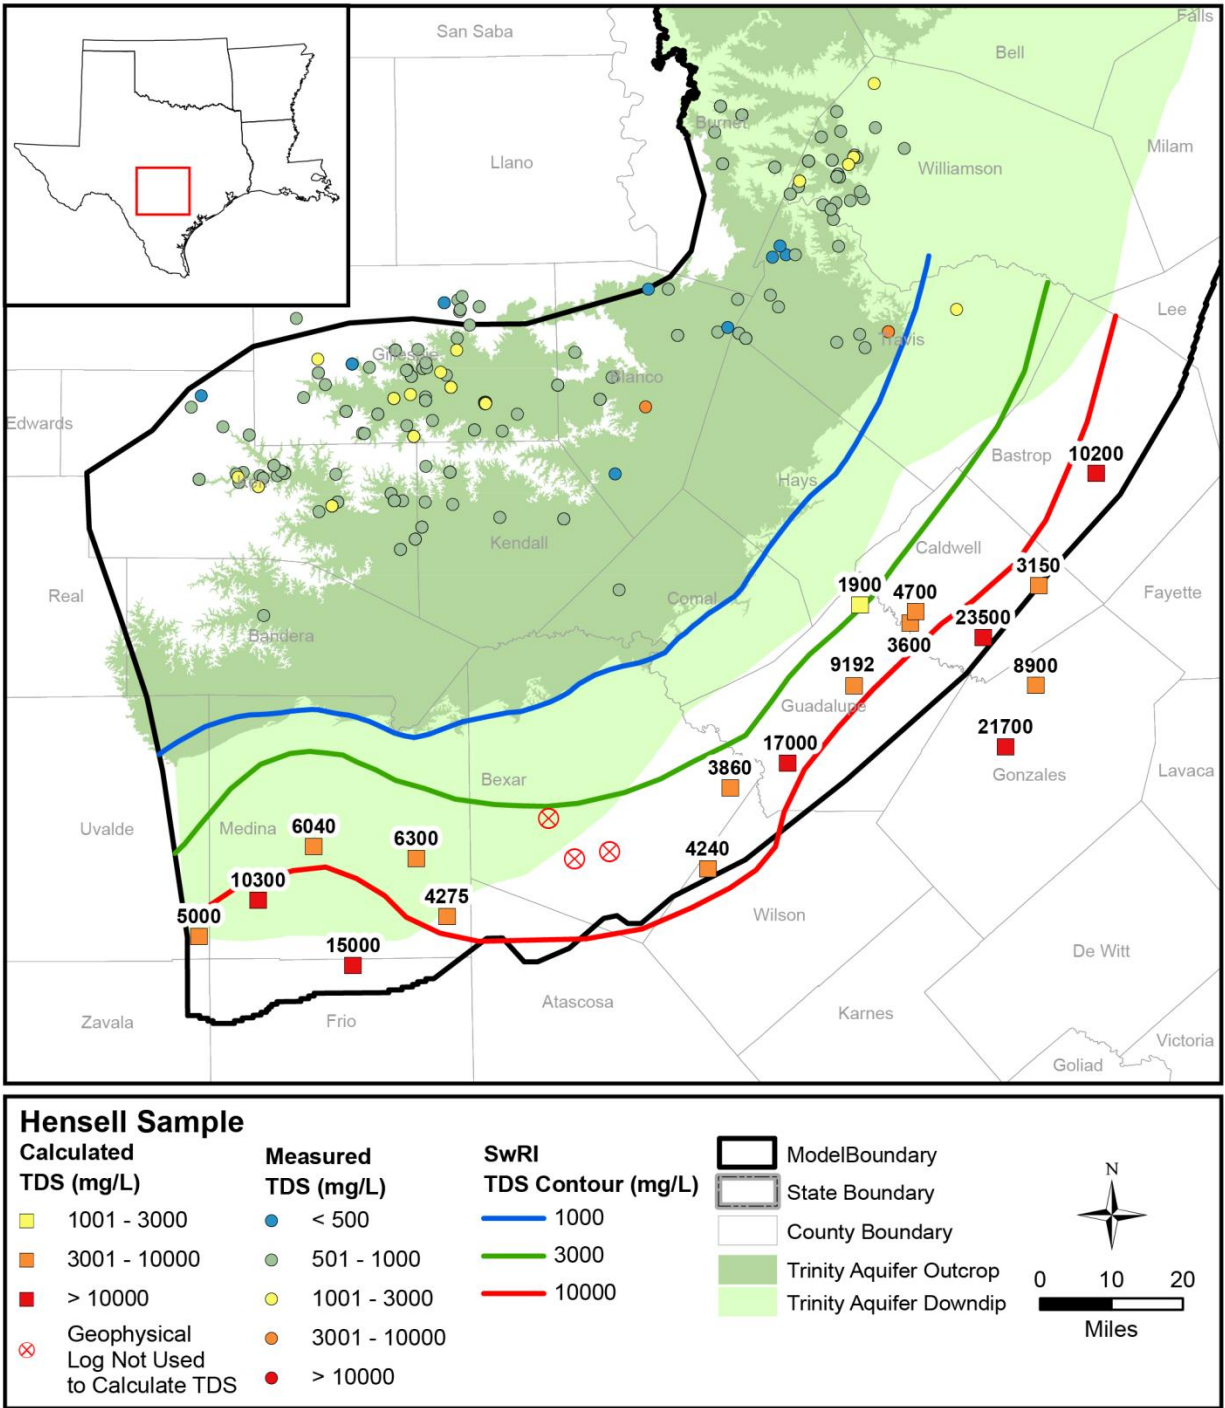 San Saba
Falls
Bell
Burnet
Milam
Llano
Williamson
Lee
Travis
Gillespie
Blanco
Edwards
10200
Bastrop
Hays
Kendall
Caldwell
3150
1900
4700
Real
Comal
Fayette
23500
Bandera
3600
9192
8900
Guadalupe
21700
17000
3860
Bexar
Gonzales
Lavaca
Uvalde
Medina
6040
6300
4240
10300
4275
5000
Wilson
15000
De Witt
Atascosa
Zavala
Frio
Karnes
Victoria
Goliad
Hensell Sample
Calculated
TDS (mg/L)
1001 - 3000
3001 - 10000
> 10000
Geophysical
Log Not Used
to Calculate TDS
Measured
TDS (mg/L)
< 500
501 - 1000
1001 - 3000
3001 - 10000
> 10000
SwRI
TDS Contour (mg/L)
1000
3000
10000
ModelBoundary
State Boundary
County Boundary
Trinity Aquifer Outcrop
Trinity Aquifer Downdip
N
0 10 20
Miles